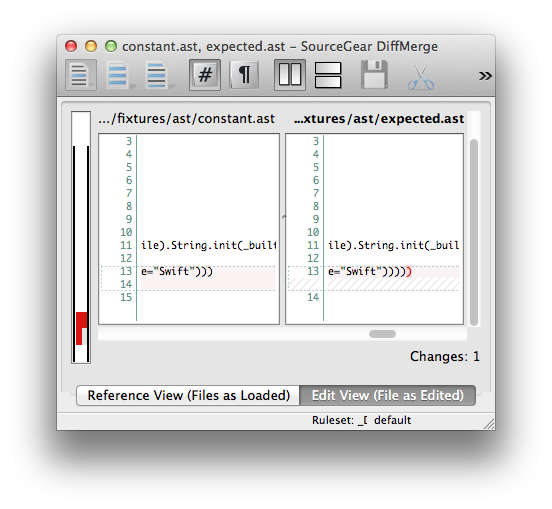 constant.ast, expected.ast – SourceGear DiffMerge
# ¶ »
.../fixtures/ast/constant.ast
3
4
5
6
7
8
9
10
11 ile).String.init(_built
12
13 e="Swift")))
14
15
...xtures/ast/expected.ast
3
4
5
6
7
8
9
10
11 ile).String.init(_buil
12
13 e="Swift")))))
14
Changes: 1
Reference View (Files as Loaded) Edit View (File as Edited)
Ruleset: _D default